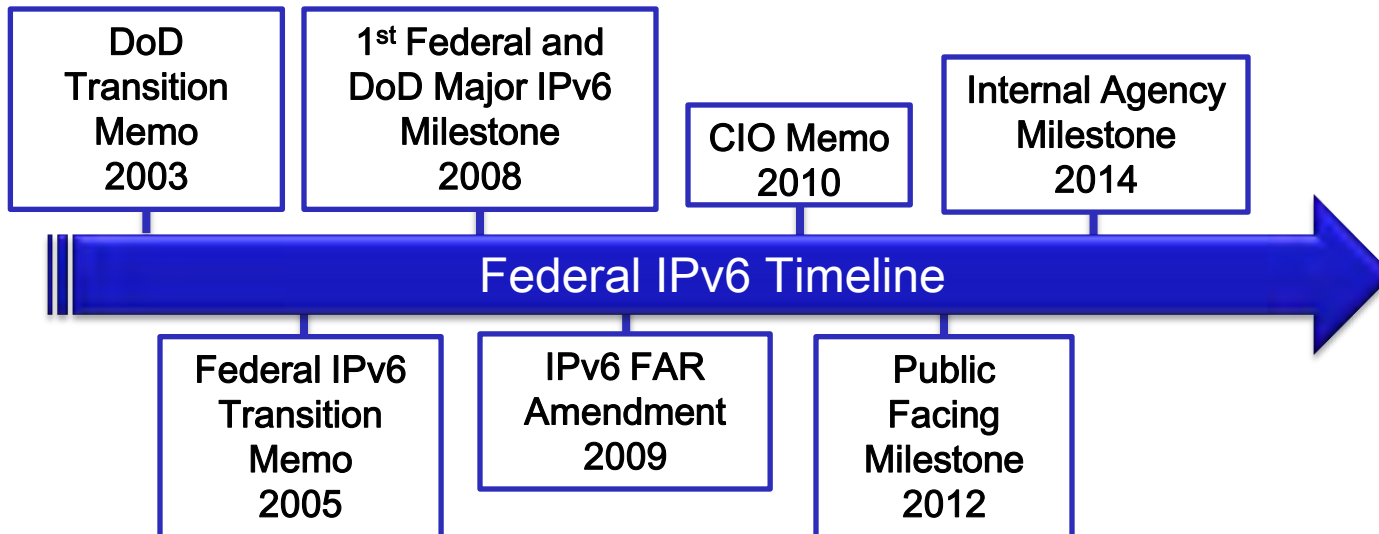 DoD
Transition
Memo
2003
1st Federal and
DoD Major IPv6
Milestone
2008
CIO Memo
2010
Internal Agency
Milestone
2014
Federal IPv6 Timeline
Federal IPv6
Transition
Memo
2005
IPv6 FAR
Amendment
2009
Public
Facing
Milestone
2012